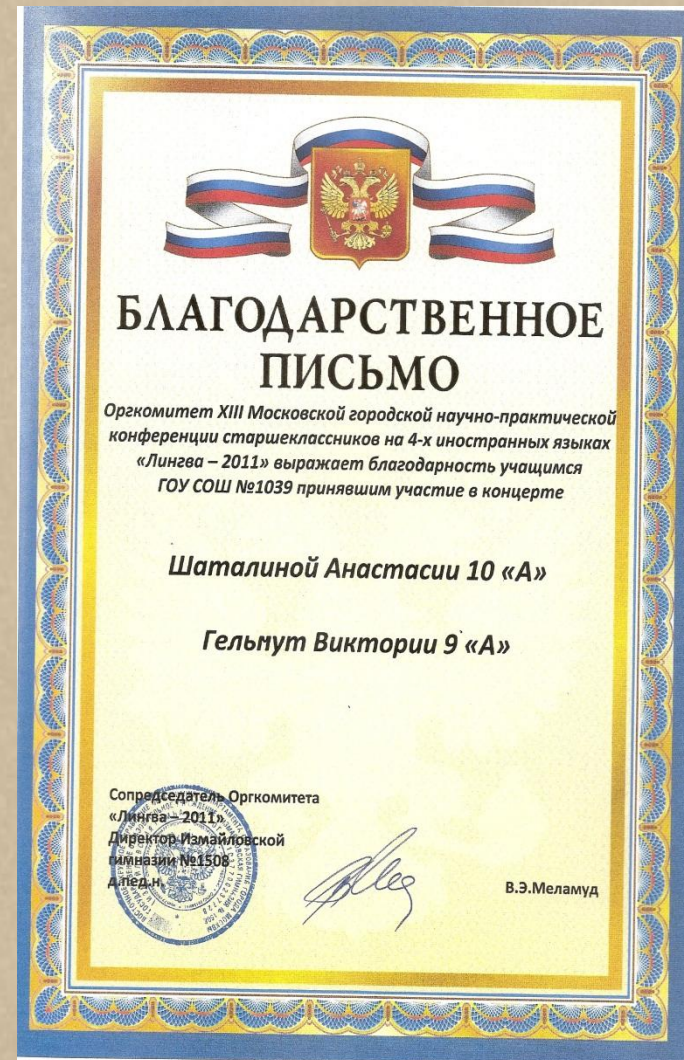 БЛАГОДАРСТВЕННОЕ
ПИСЬМО
Оргкомитет XIII Московской городской научно-практической
конференции старшеклассников на 4-х иностранных языках
«Лингва – 2011» выражает благодарность учащимся
ГОУ СОШ №1039 принявшим участие в концерте
Шаталиной Анастасии 10 «А»
Виктории 9 «А»
Сопредседатель Оргкомитета
«Лингва – 2011»
Директор Измайловской
гимназии №1508
д.пед.н.
В.Э.Меламуд